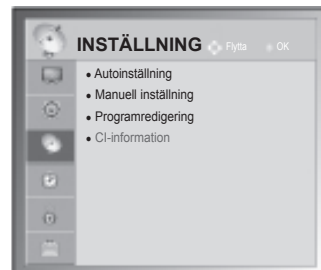 INSTÄLLNING Flytta OK
• Autoinställning
• Manuell inställning
• Programredigering
• CI-information